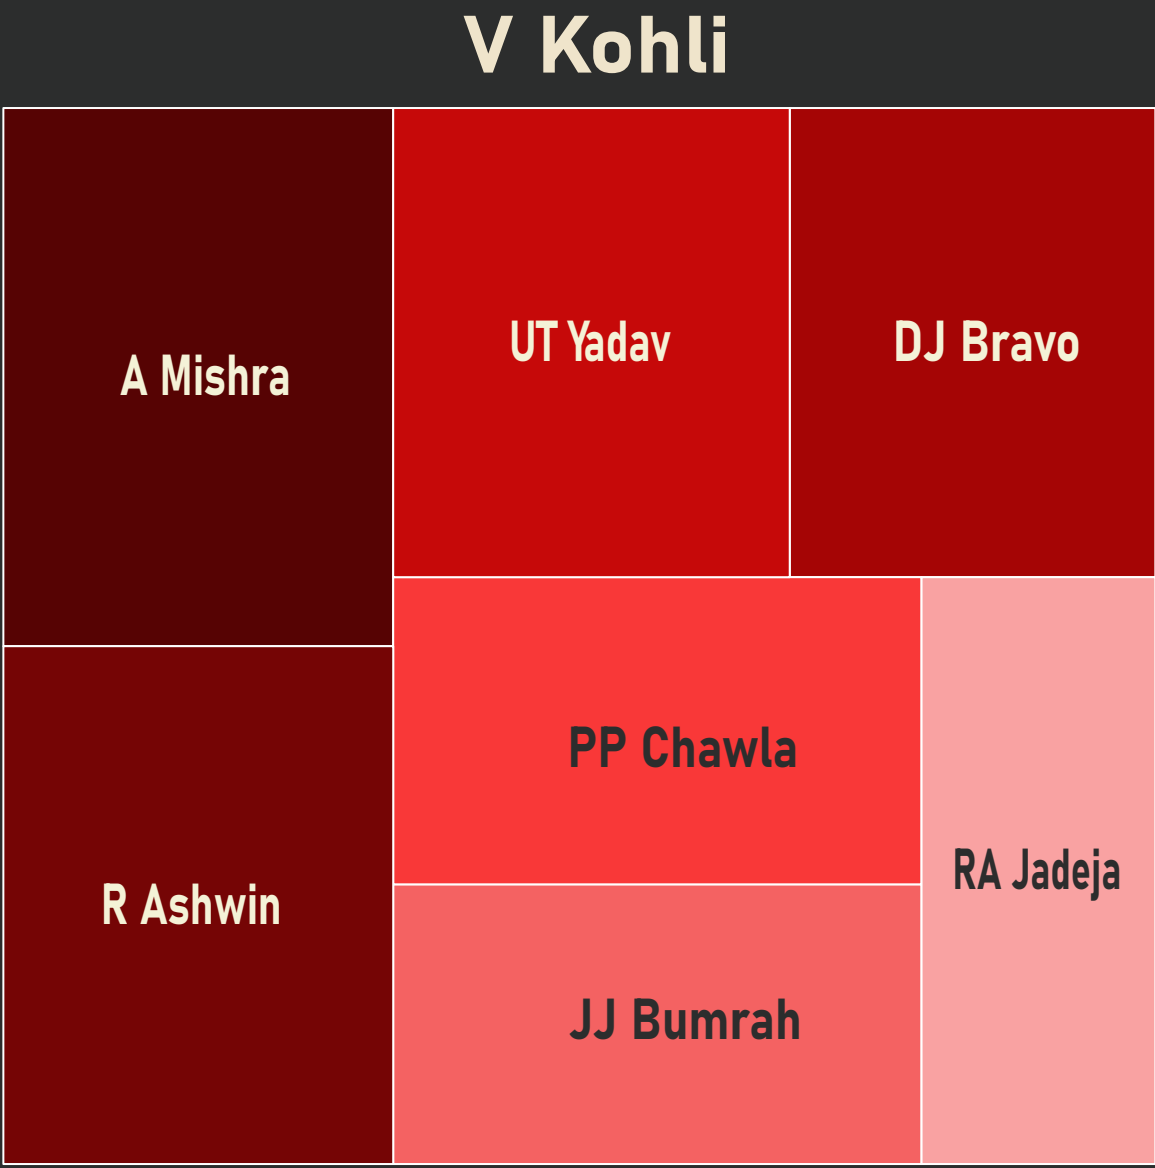 V Kohli
A Mishra
UT Yadav
DJ Bravo
R Ashwin
PP Chawla
JJ Bumrah
RA Jadeja